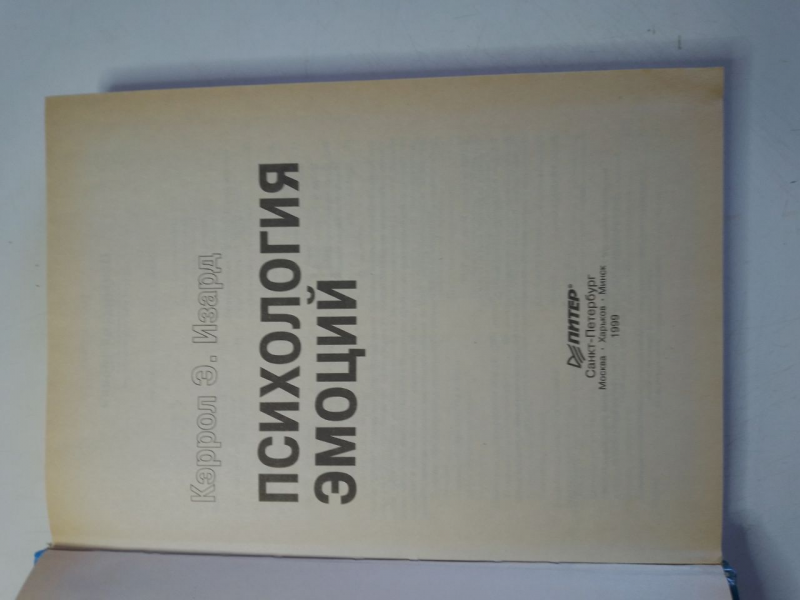 Кэррол Э. Изард
ПСИХОЛОГИЯ
ЭМОЦИЙ
ПИТЕР®
Санкт-Петербург
Москва · Харьков · Минск
1999